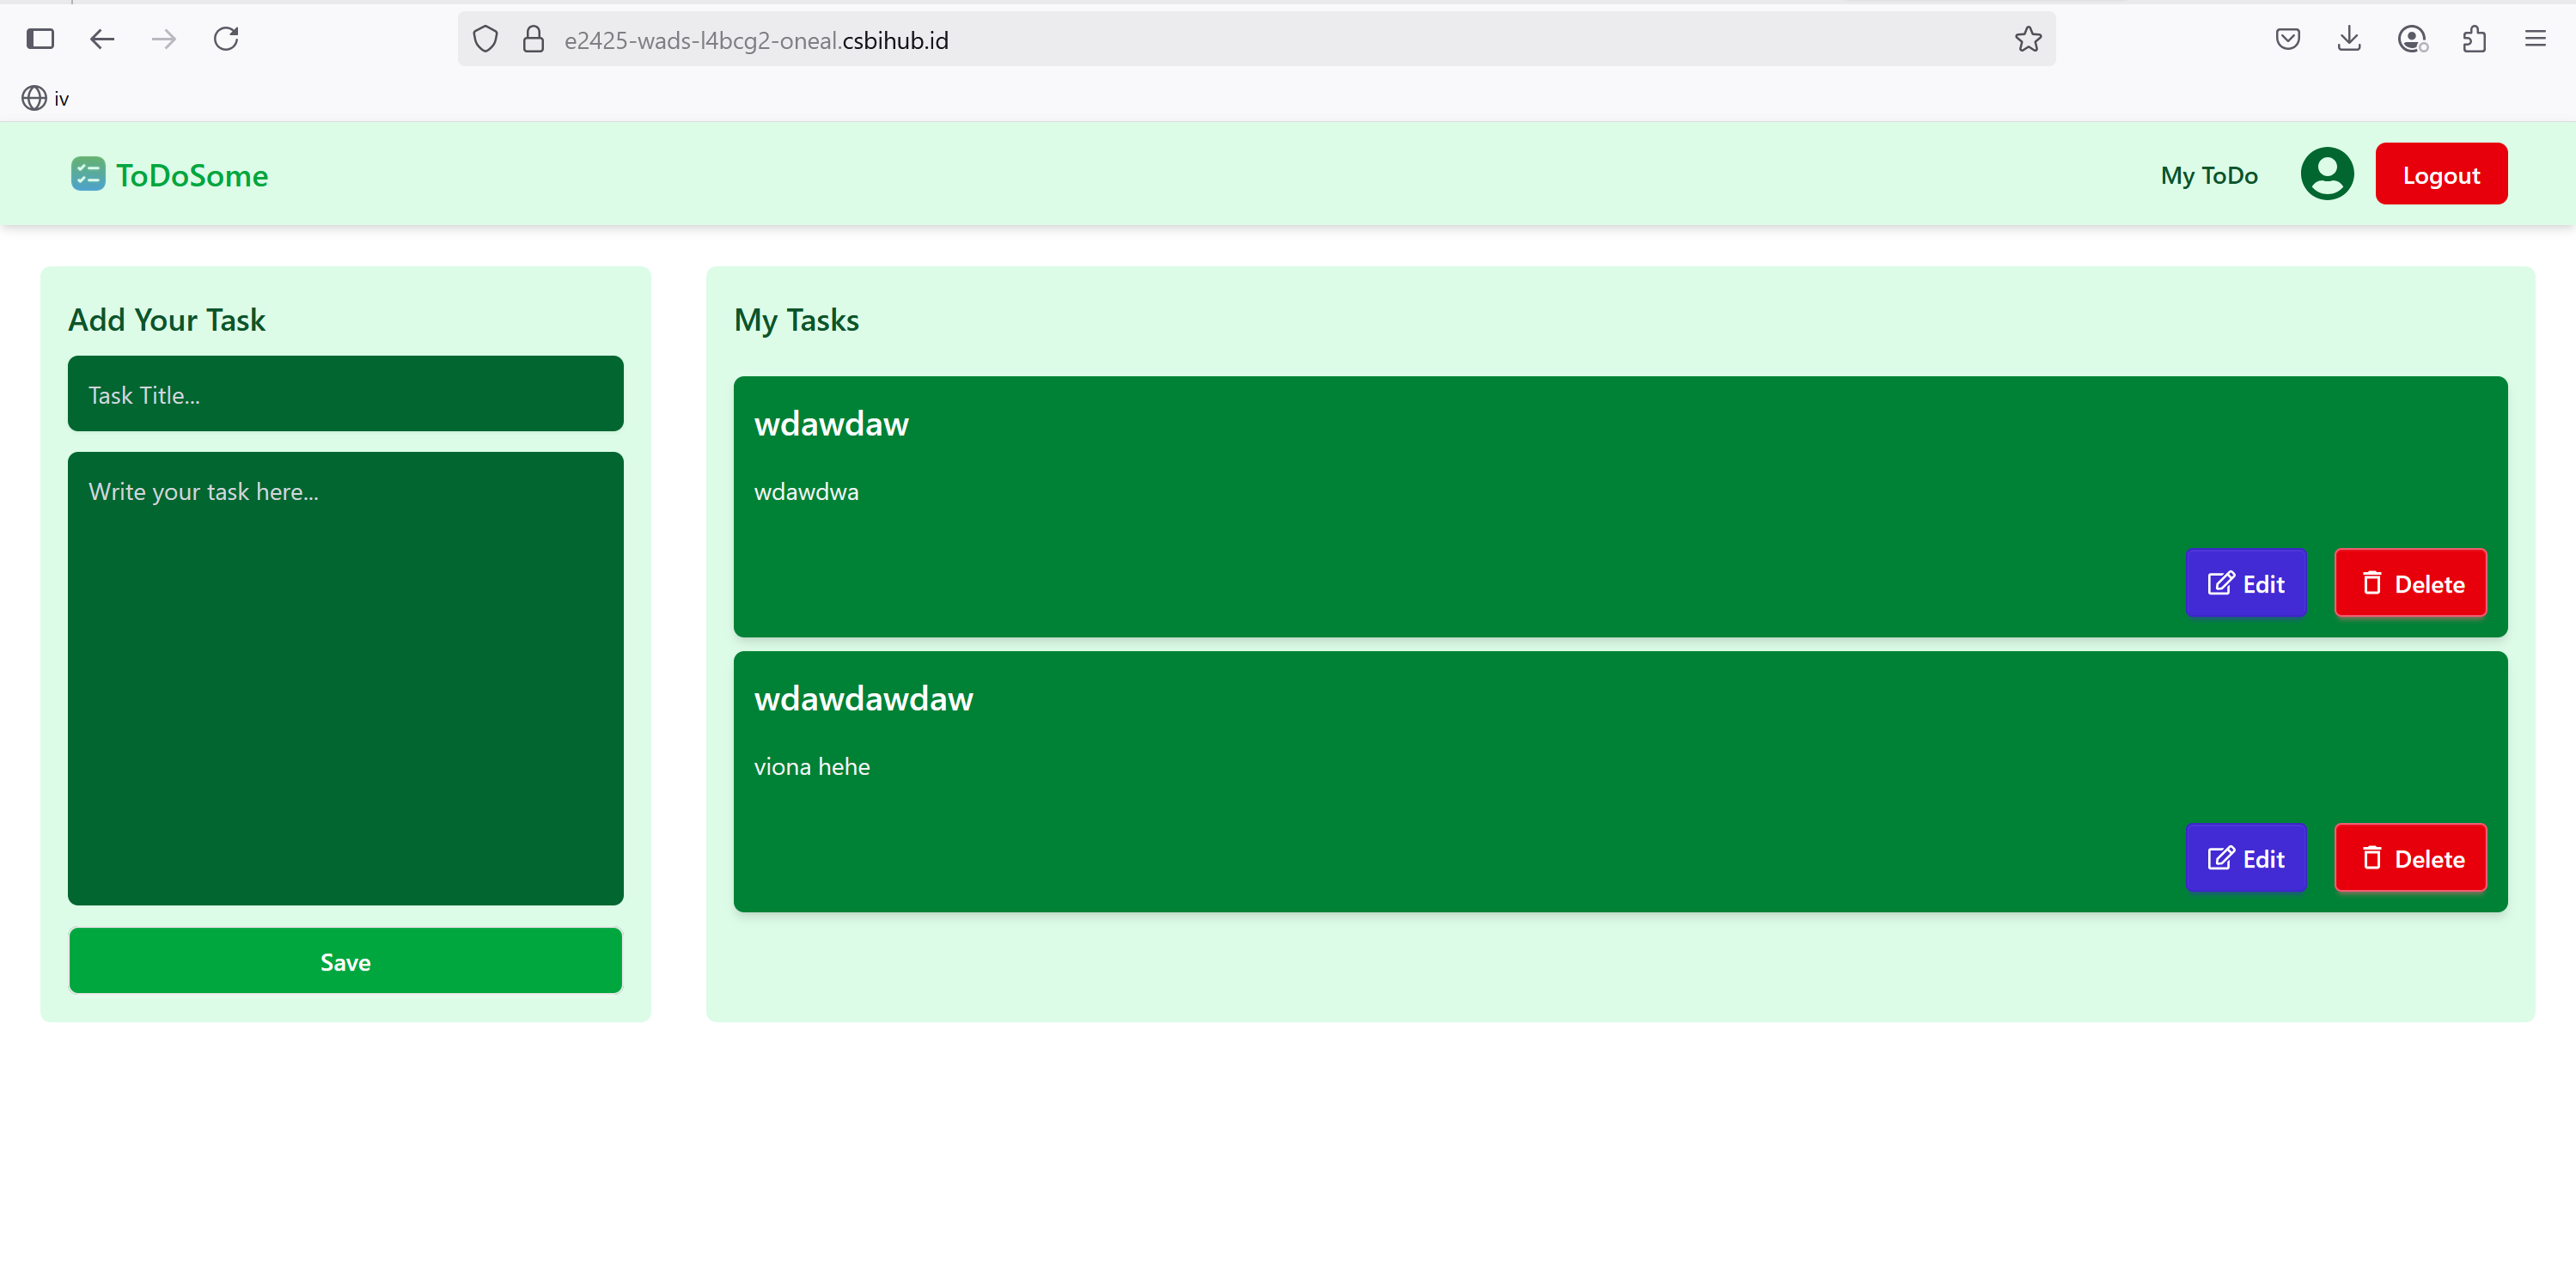 e2425-wads-l4bcg2-oneal.csbihub.id
iv
ToDoSome
My ToDo
Logout
Add Your Task
Task Title...
Write your task here...
Save
My Tasks
wdawdaw
wdawdwa
Edit
Delete
wdawdawdaw
viona hehe
Edit
Delete